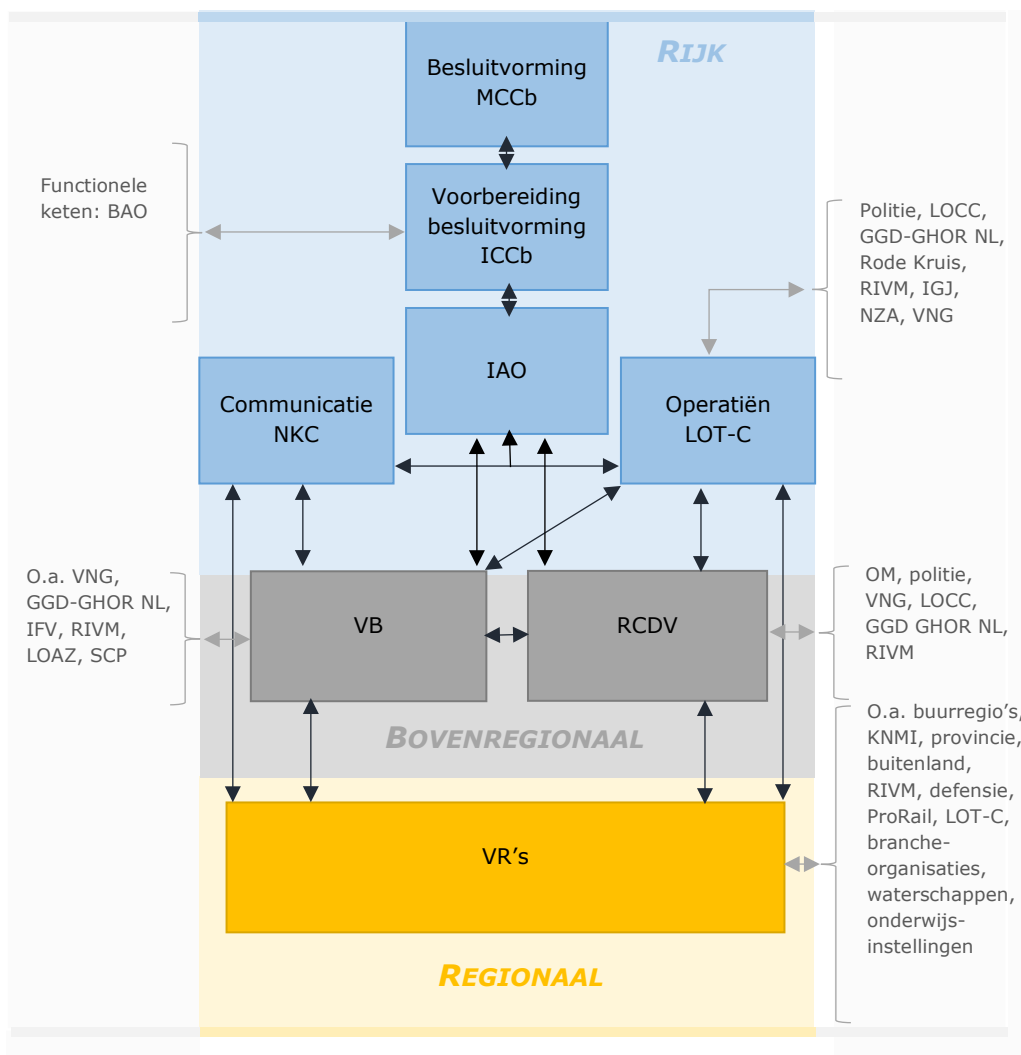 RIJK
Besluitvorming
MCCb
Functionele
keten: BAO
Voorbereiding
besluitvorming
ICCb
Politie, LOCC,
GGD-GHOR NL,
Rode Kruis,
RIVM, IGJ,
NZA, VNG
IAO
Communicatie
NKC
Operatiën
LOT-C
O.a. VNG,
GGD-GHOR NL,
IFV, RIVM,
LOAZ, SCP
VB
RCDV
OM, politie,
VNG, LOCC,
GGD GHOR NL,
RIVM
BOVENREGIONAAL
O.a. buurregio's,
KNMI, provincie,
buitenland,
RIVM, defensie,
ProRail, LOT-C,
branche-
organisaties,
waterschappen,
onderwijs-
instellingen
VR's
REGIONAAL